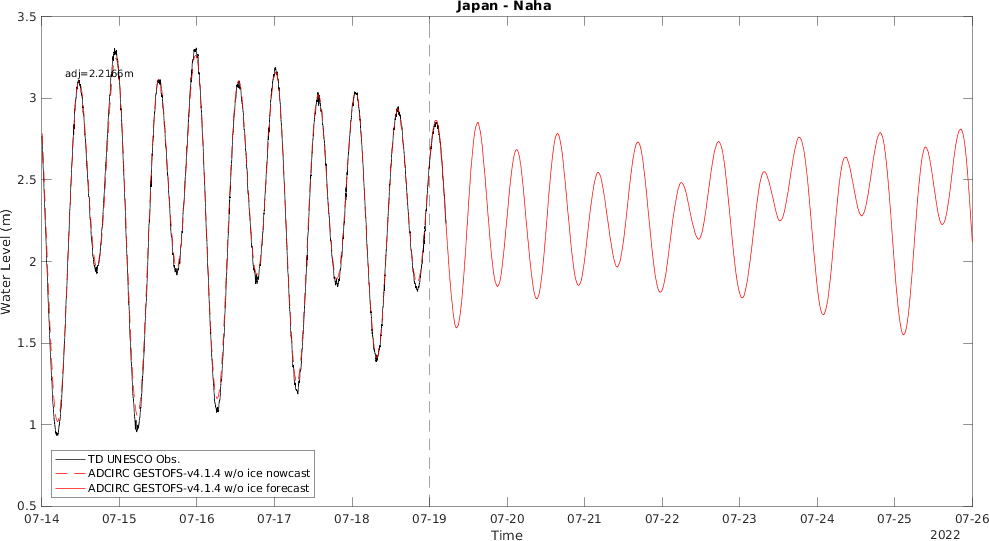 Japan - Naha
3.5
3
2.5
2
1.5
1
0.5
Water Level (m)
adj=2.2166m
TD UNESCO Obs.
ADCIRC GESTOFS-v4.1.4 w/o ice nowcast
ADCIRC GESTOFS-v4.1.4 w/o ice forecast
07-14 07-15 07-16 07-17 07-18 07-19 07-20 07-21 07-22 07-23 07-24 07-25 07-26
Time
2022